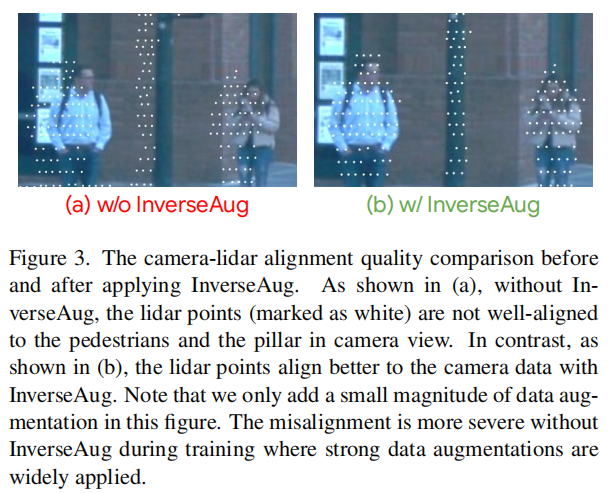 (a) w/o InverseAug (b) w/ InverseAug
Figure 3. The camera-lidar alignment quality comparison before
and after applying InverseAug. As shown in (a), without In-
verseAug, the lidar points (marked as white) are not well-aligned
to the pedestrians and the pillar in camera view. In contrast, as
shown in (b), the lidar points align better to the camera data with
InverseAug. Note that we only add a small magnitude of data aug-
mentation in this figure. The misalignment is more severe without
InverseAug during training where strong data augmentations are
widely applied.